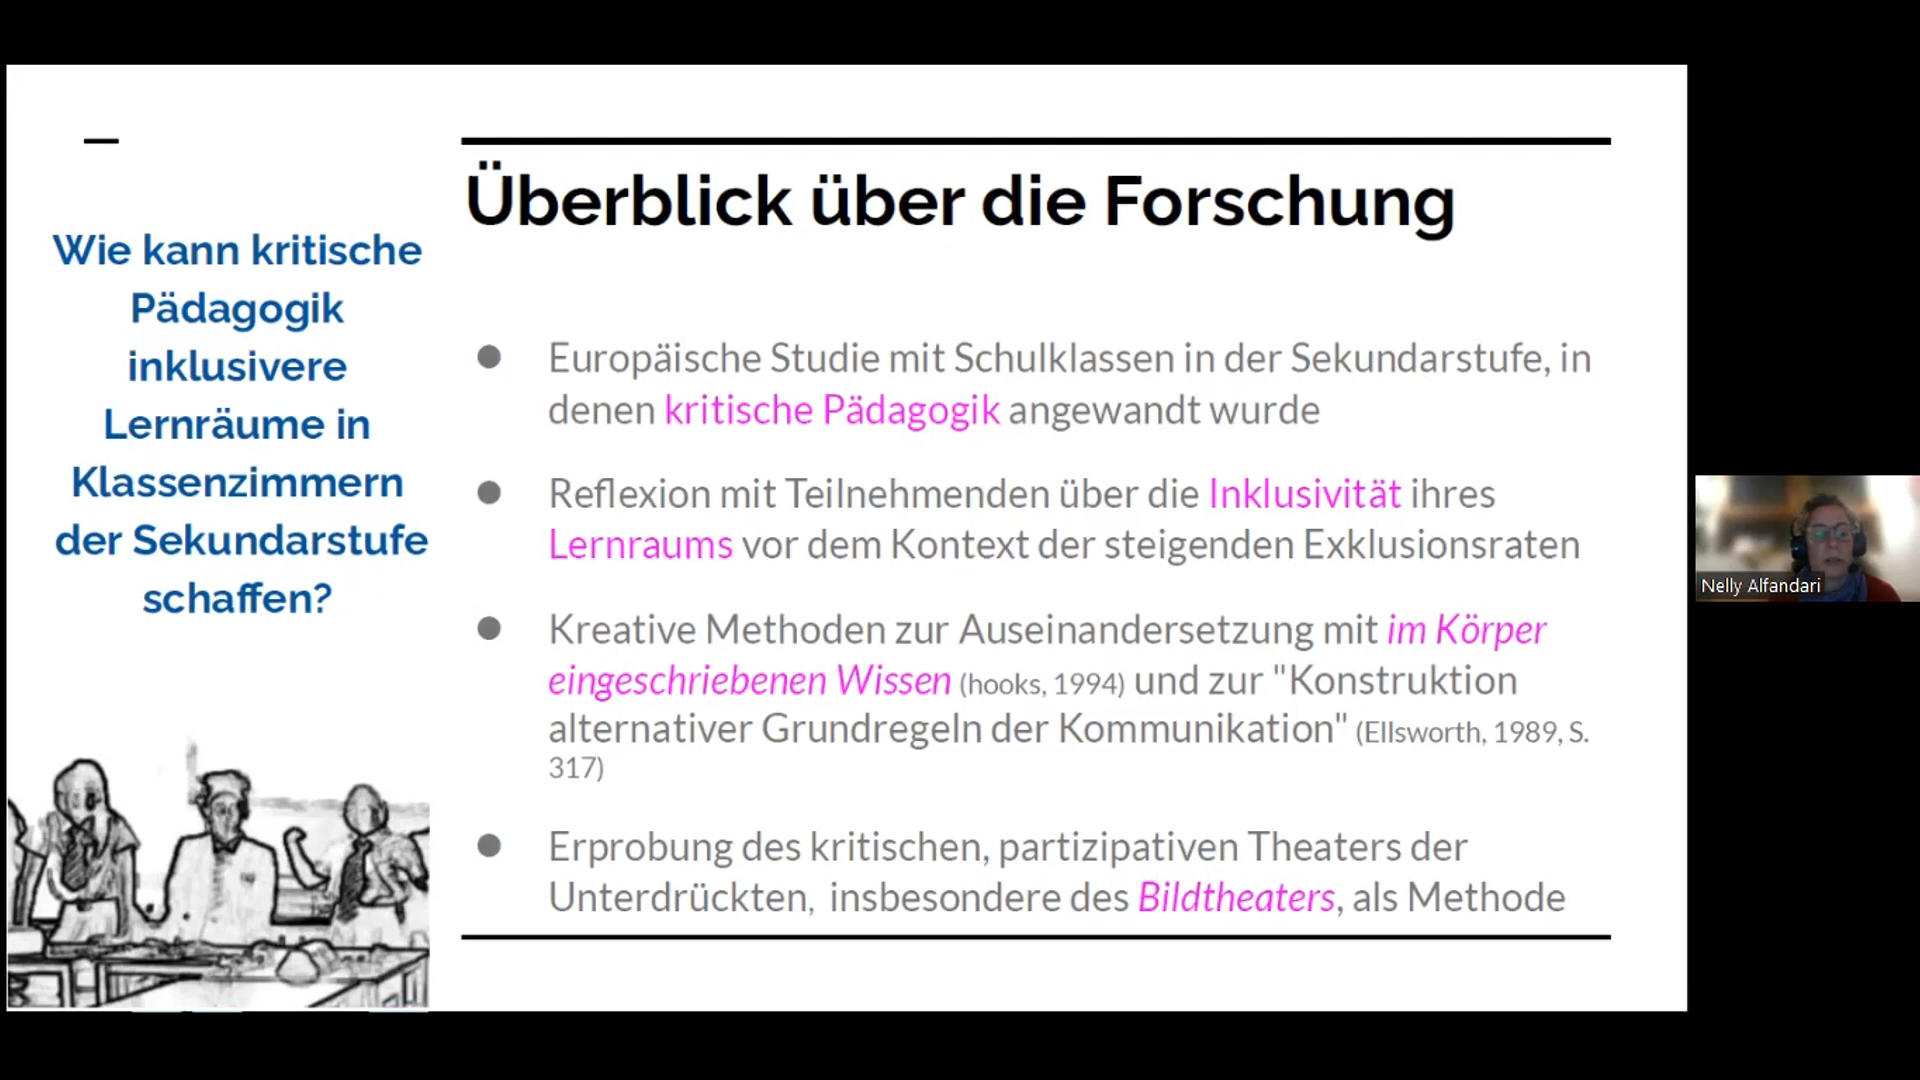 Wie kann kritische
Pädagogik
inklusivere
Lernräume in
Klassenzimmern
der Sekundarstufe
schaffen?
Überblick über die Forschung
Europäische Studie mit Schulklassen in der Sekundarstufe, in
denen kritische Pädagogik angewandt wurde
Reflexion mit Teilnehmenden über die Inklusivität ihres
Lernraums vor dem Kontext der steigenden Exklusionsraten
Kreative Methoden zur Auseinandersetzung mit im Körper
eingeschriebenen Wissen (hooks, 1994) und zur "Konstruktion
alternativer Grundregeln der Kommunikation" (Ellsworth, 1989, S.
317)
Erprobung des kritischen, partizipativen Theaters der
Unterdrückten, insbesondere des Bildtheaters, als Methode
Nelly Alfandari